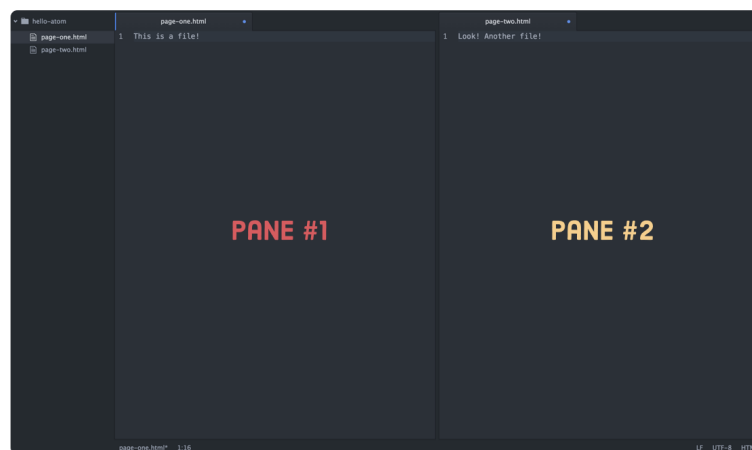 hello-atom
page-one.html
page-two.html
page-one.html
1 This is a file!
PANE #1
page-two.html
1 Look! Another file!
PANE #2
page-one.html* 1:16
LF UTF-8 HTM